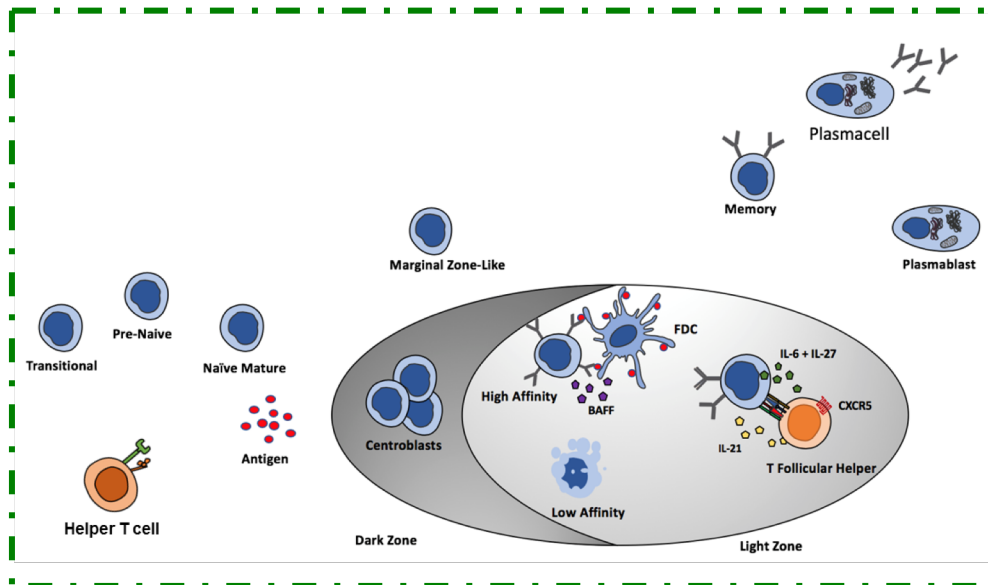 Plasmacell
Memory
Plasmablast
Marginal Zone-Like
Pre-Naive
Transitional
Naïve Mature
FDC
IL-6 + IL-27
High Affinity
BAFF
CXCR5
Centroblasts
IL-21
Antigen
T Follicular Helper
Low Affinity
Helper T cell
Dark Zone
Light Zone